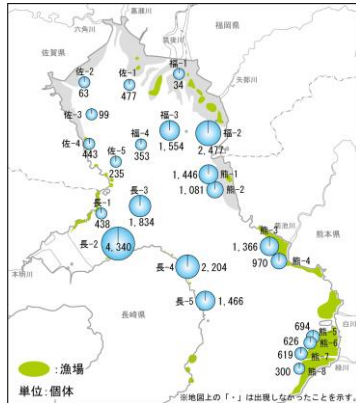 嘉瀬川
六角川
筑後川
福岡県
佐賀県
矢部川
福-1
34
佐-2
63
佐-1
477
佐-3
99
福-3
1,554
福-2
2,477
佐-4
443
福-4
353
佐-5
235
熊-1
1,446
熊-2
1,081
長-3
1,834
長-1
438
菊池川
熊本県
熊-3
1,366
長-2
4,340
熊-4
970
本明川
長-4
2,204
長-5
1,466
長崎県
白川
熊-5
694
熊-6
626
熊-7
619
熊-8
300
緑川
:漁場
単位:個体
※地図上の「・」は出現しなかったことを示す。